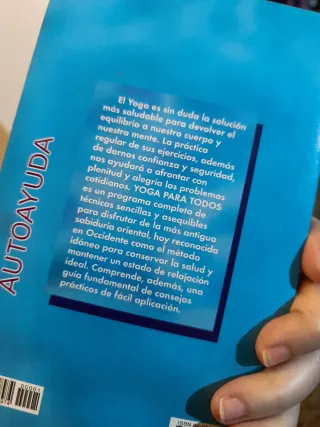 El Yoga es sin duda la solución
más saludable para devolver el
equilibrio a nuestro cuerpo y
nuestra mente. La práctica
regular de sus ejercicios, además
de darnos confianza y seguridad,
nos ayudará a afrontar con
plenitud y alegría los problemas
cotidianos. YOGA PARA TODOS
es un programa completo de
técnicas sencillas y asequibles
para disfrutar de la más antigua
sabiduría oriental, hoy reconocida
en Occidente como el método
idóneo para conservar la salud y
mantener un estado de relajación
ideal. Comprende, además, una
guía fundamental de consejos
prácticos de fácil aplicación.
AUTOAYUDA
00001
ISBN